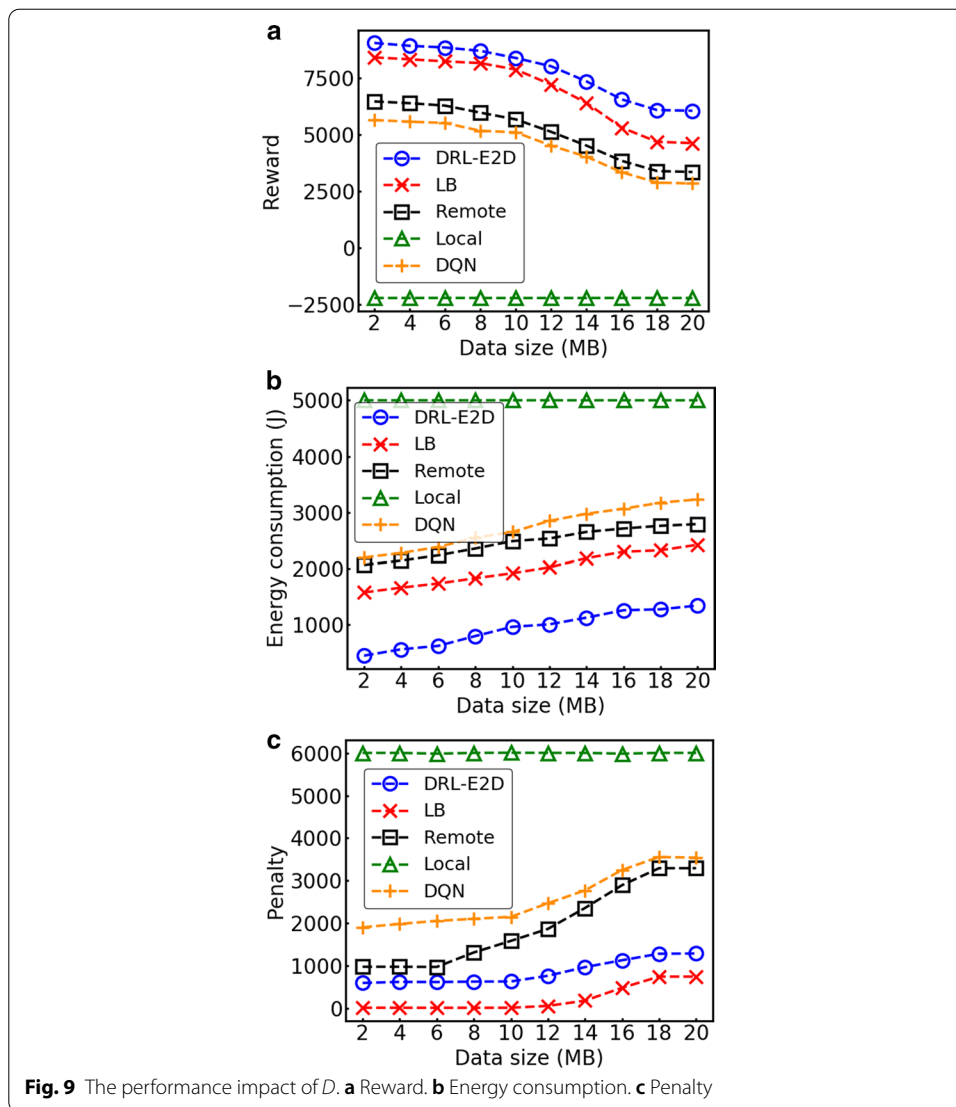 a
7500
5000
2500
0
−2500
Reward
DRL-E2D
LB
Remote
Local
DQN
2 4 6 8 10 12 14 16 18 20
Data size (MB)
b
5000
4000
3000
2000
1000
Energy consumption (J)
DRL-E2D
LB
Remote
Local
DQN
2 4 6 8 10 12 14 16 18 20
Data size (MB)
c
6000
5000
4000
3000
2000
1000
0
Penalty
DRL-E2D
LB
Remote
Local
DQN
2 4 6 8 10 12 14 16 18 20
Data size (MB)
Fig. 9 The performance impact of D. a Reward. b Energy consumption. c Penalty